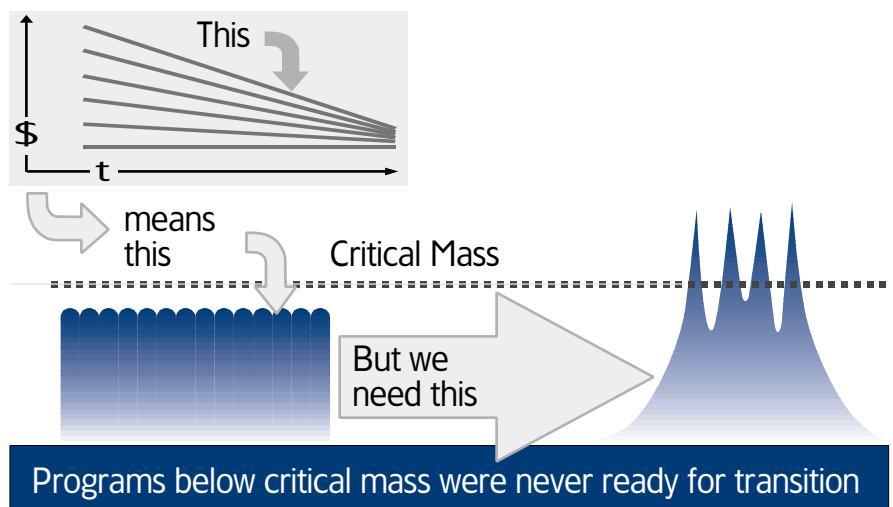 This
$
t
means
this
Critical Mass
But we
need this
Programs below critical mass were never ready for transition